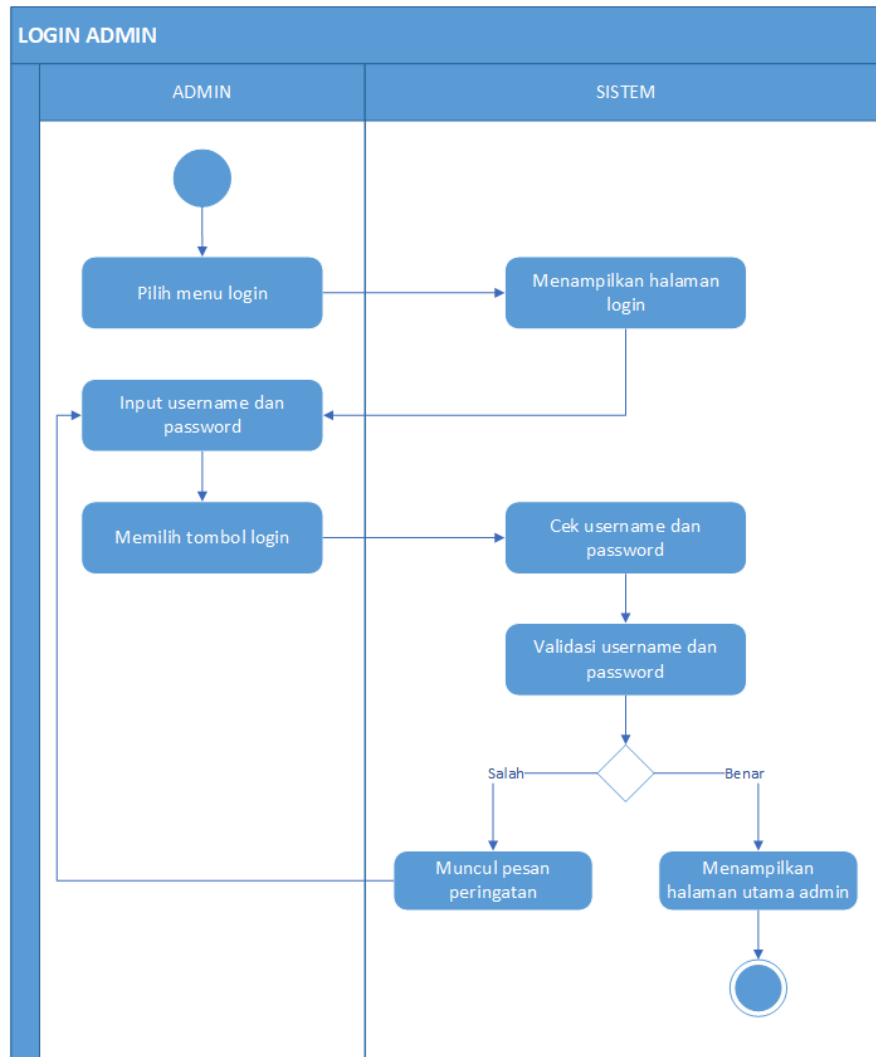 LOGIN ADMIN
ADMIN
SISTEM
Pilih menu login
Menampilkan halaman
login
Input username dan
password
Memilih tombol login
Cek username dan
password
Validasi username dan
password
Salah
Benar
Muncul pesan
peringatan
Menampilkan
halaman utama admin